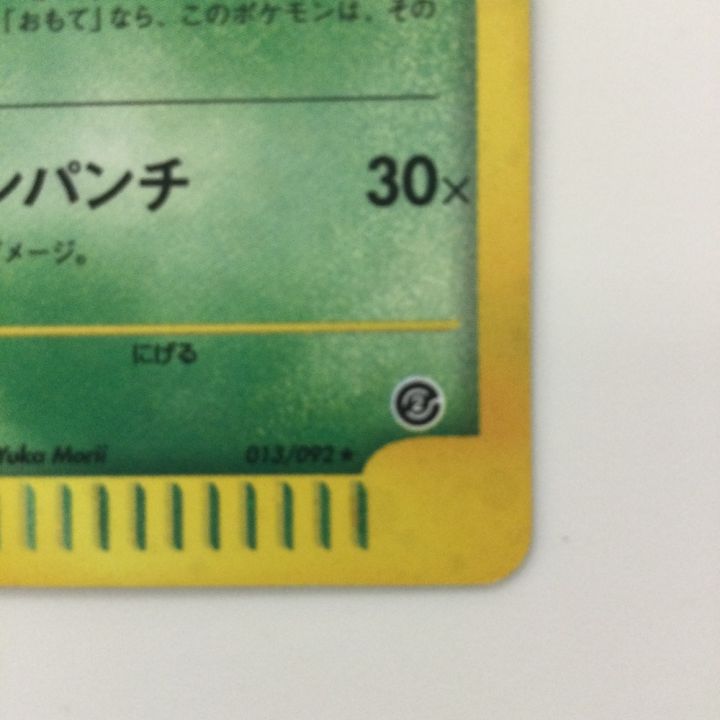 「おもて」なら、このポケモンは、その
ンパンチ 30×
メージ。
にげる
Yuka Morii 013/092 ★